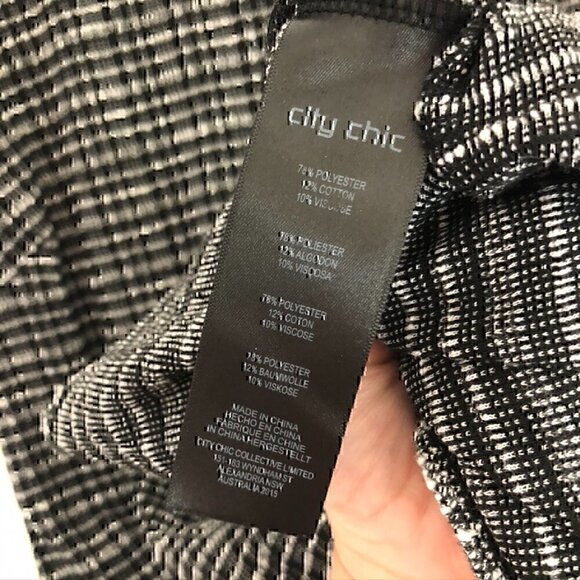 city chic
78% POLYESTER
12% COTTON
10% VISCOSE
78% POLIESTER
12% ALGODON
10% VISCOSA
78% POLYESTER
12% COTON
10% VISCOSE
78% POLYESTER
12% BAUMWOLLE
10% VISKOSE
MADE IN CHINA
HECHO EN CHINA
FABRIQUE EN CHINE
IN CHINA HERGESTELLT
CITY CHIC COLLECTIVE LIMITED
151-163 WYNDHAM ST
ALEXANDRIA NSW
AUSTRALIA 2015